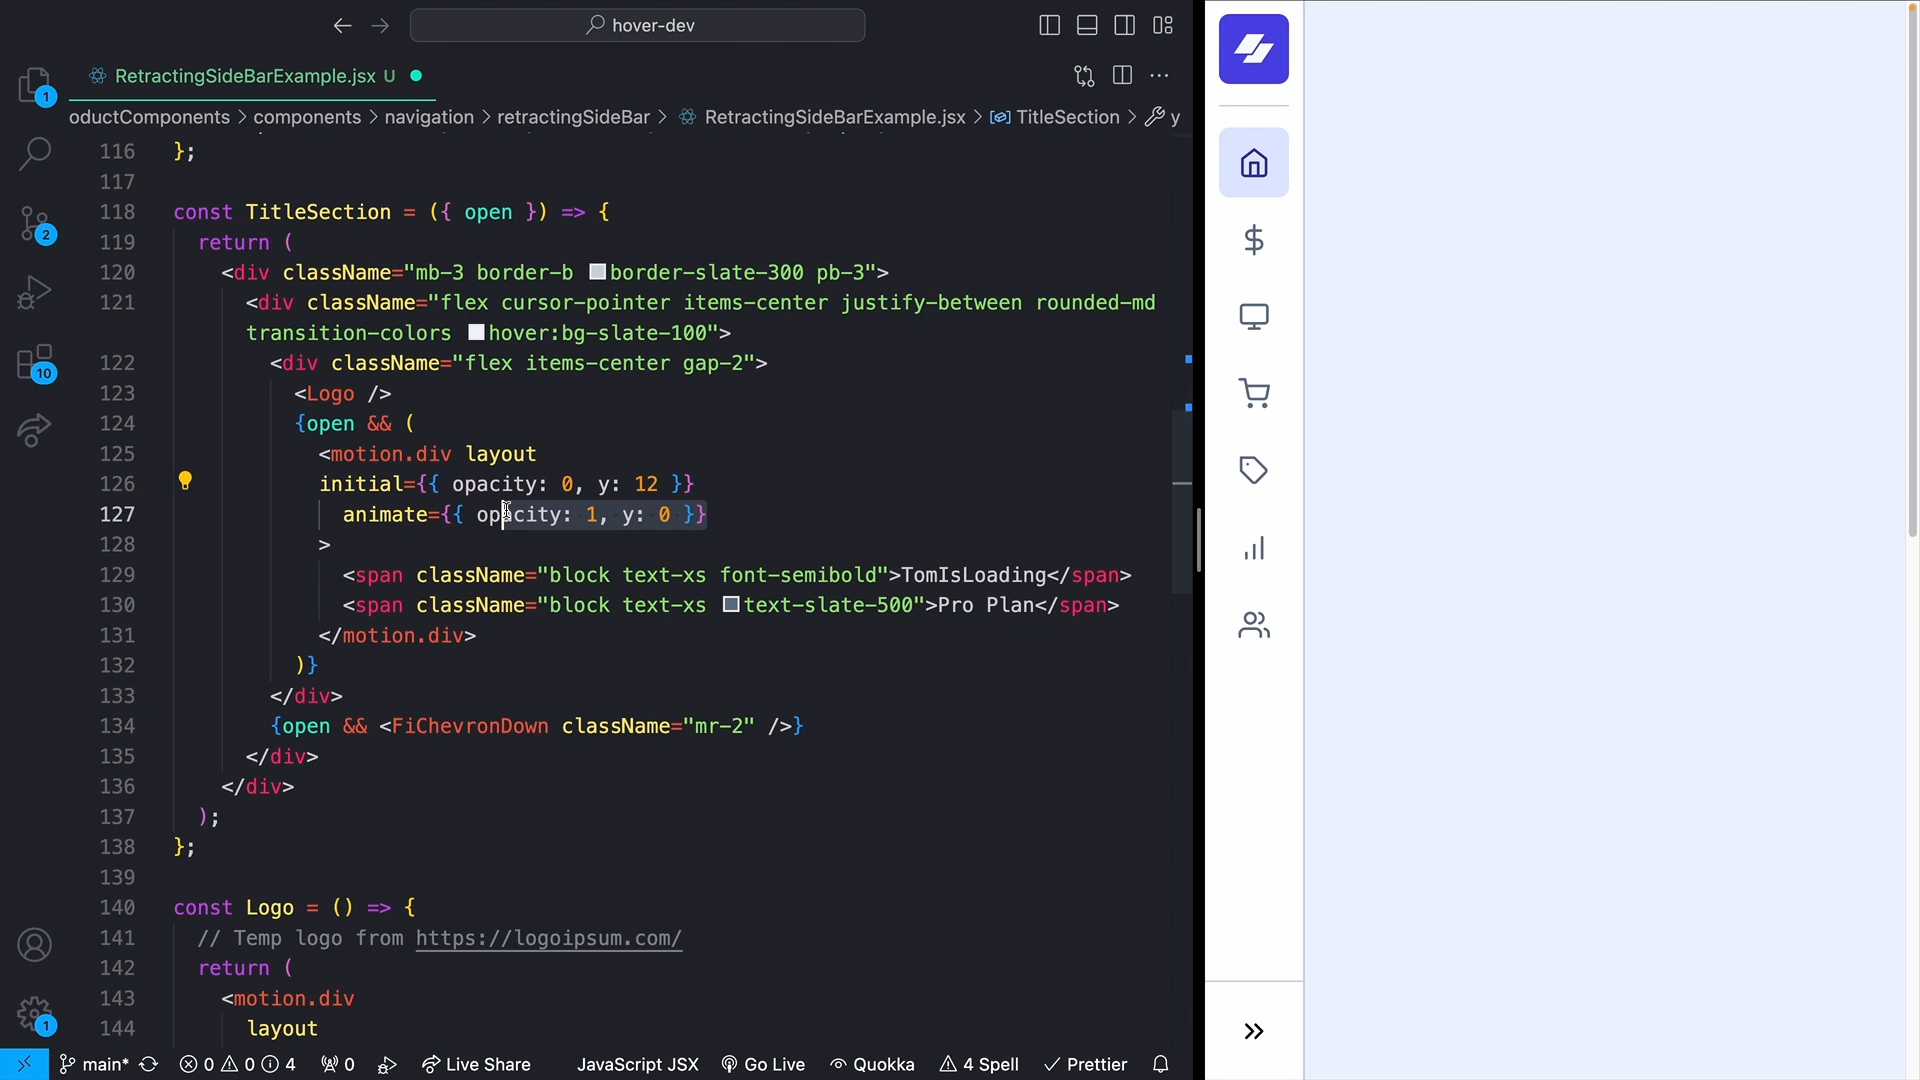 hover-dev
RetractingSideBarExample.jsx U
oductComponents > components > navigation > retractingSideBar > RetractingSideBarExample.jsx > TitleSection > y
116 };
117
118 const TitleSection = ({ open }) => {
119 return (
120 <div className="mb-3 border-b border-slate-300 pb-3">
121 <div className="flex cursor-pointer items-center justify-between rounded-md
transition-colors hover:bg-slate-100">
122 <div className="flex items-center gap-2">
123 <Logo />
124 {open && (
125 <motion.div layout
126 initial={{ opacity: 0, y: 12 }}
127 animate={{ opacity: 1, y: 0 }}
128 >
129 <span className="block text-xs font-semibold">TomIsLoading</span>
130 <span className="block text-xs text-slate-500">Pro Plan</span>
131 </motion.div>
132 )}
133 </div>
134 {open && <FiChevronDown className="mr-2" />}
135 </div>
136 </div>
137 );
138 };
139
140 const Logo = () => {
141 // Temp logo from https://logoipsum.com/
142 return (
143 <motion.div
144 layout
1
2
10
1
main* 0 0 4 0 Live Share JavaScript JSX Go Live Quokka 4 Spell Prettier